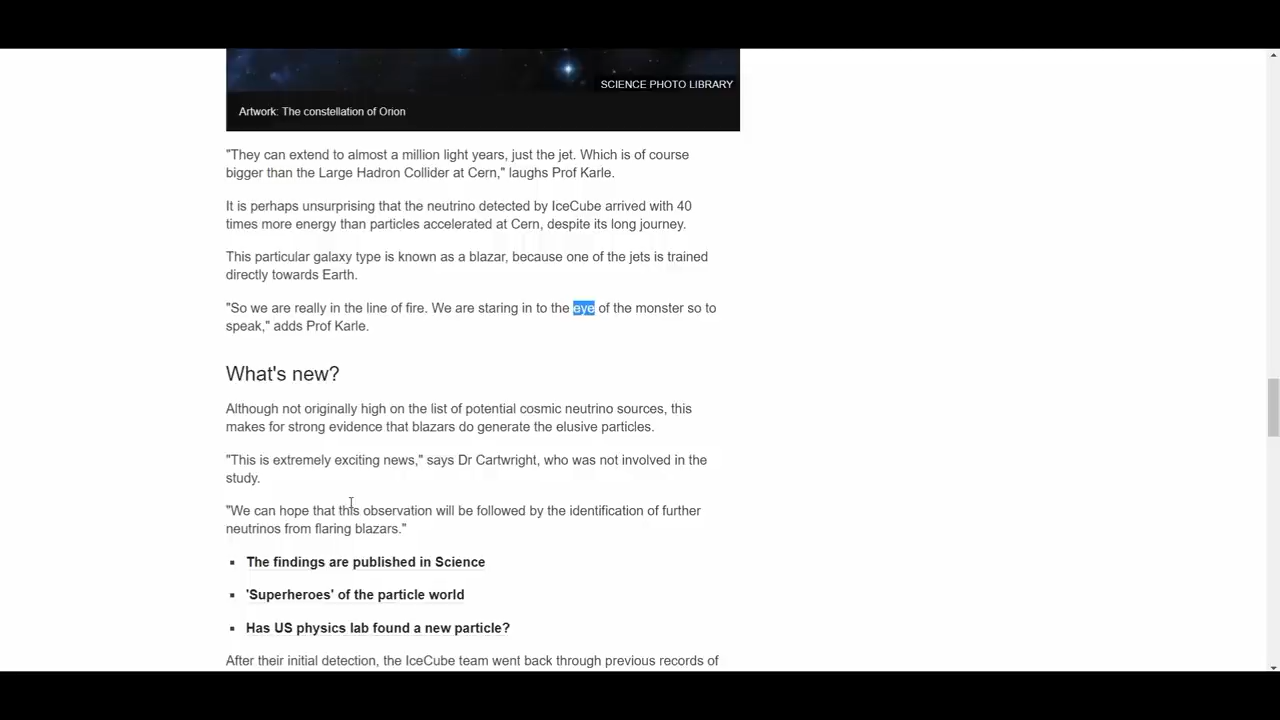 SCIENCE PHOTO LIBRARY
Artwork: The constellation of Orion
"They can extend to almost a million light years, just the jet. Which is of course
bigger than the Large Hadron Collider at Cern," laughs Prof Karle.
It is perhaps unsurprising that the neutrino detected by IceCube arrived with 40
times more energy than particles accelerated at Cern, despite its long journey.
This particular galaxy type is known as a blazar, because one of the jets is trained
directly towards Earth.
"So we are really in the line of fire. We are staring in to the eye of the monster so to
speak," adds Prof Karle.
What's new?
Although not originally high on the list of potential cosmic neutrino sources, this
makes for strong evidence that blazars do generate the elusive particles.
"This is extremely exciting news," says Dr Cartwright, who was not involved in the
study.
"We can hope that this observation will be followed by the identification of further
neutrinos from flaring blazars."
▪ The findings are published in Science
▪ 'Superheroes' of the particle world
▪ Has US physics lab found a new particle?
After their initial detection, the IceCube team went back through previous records of